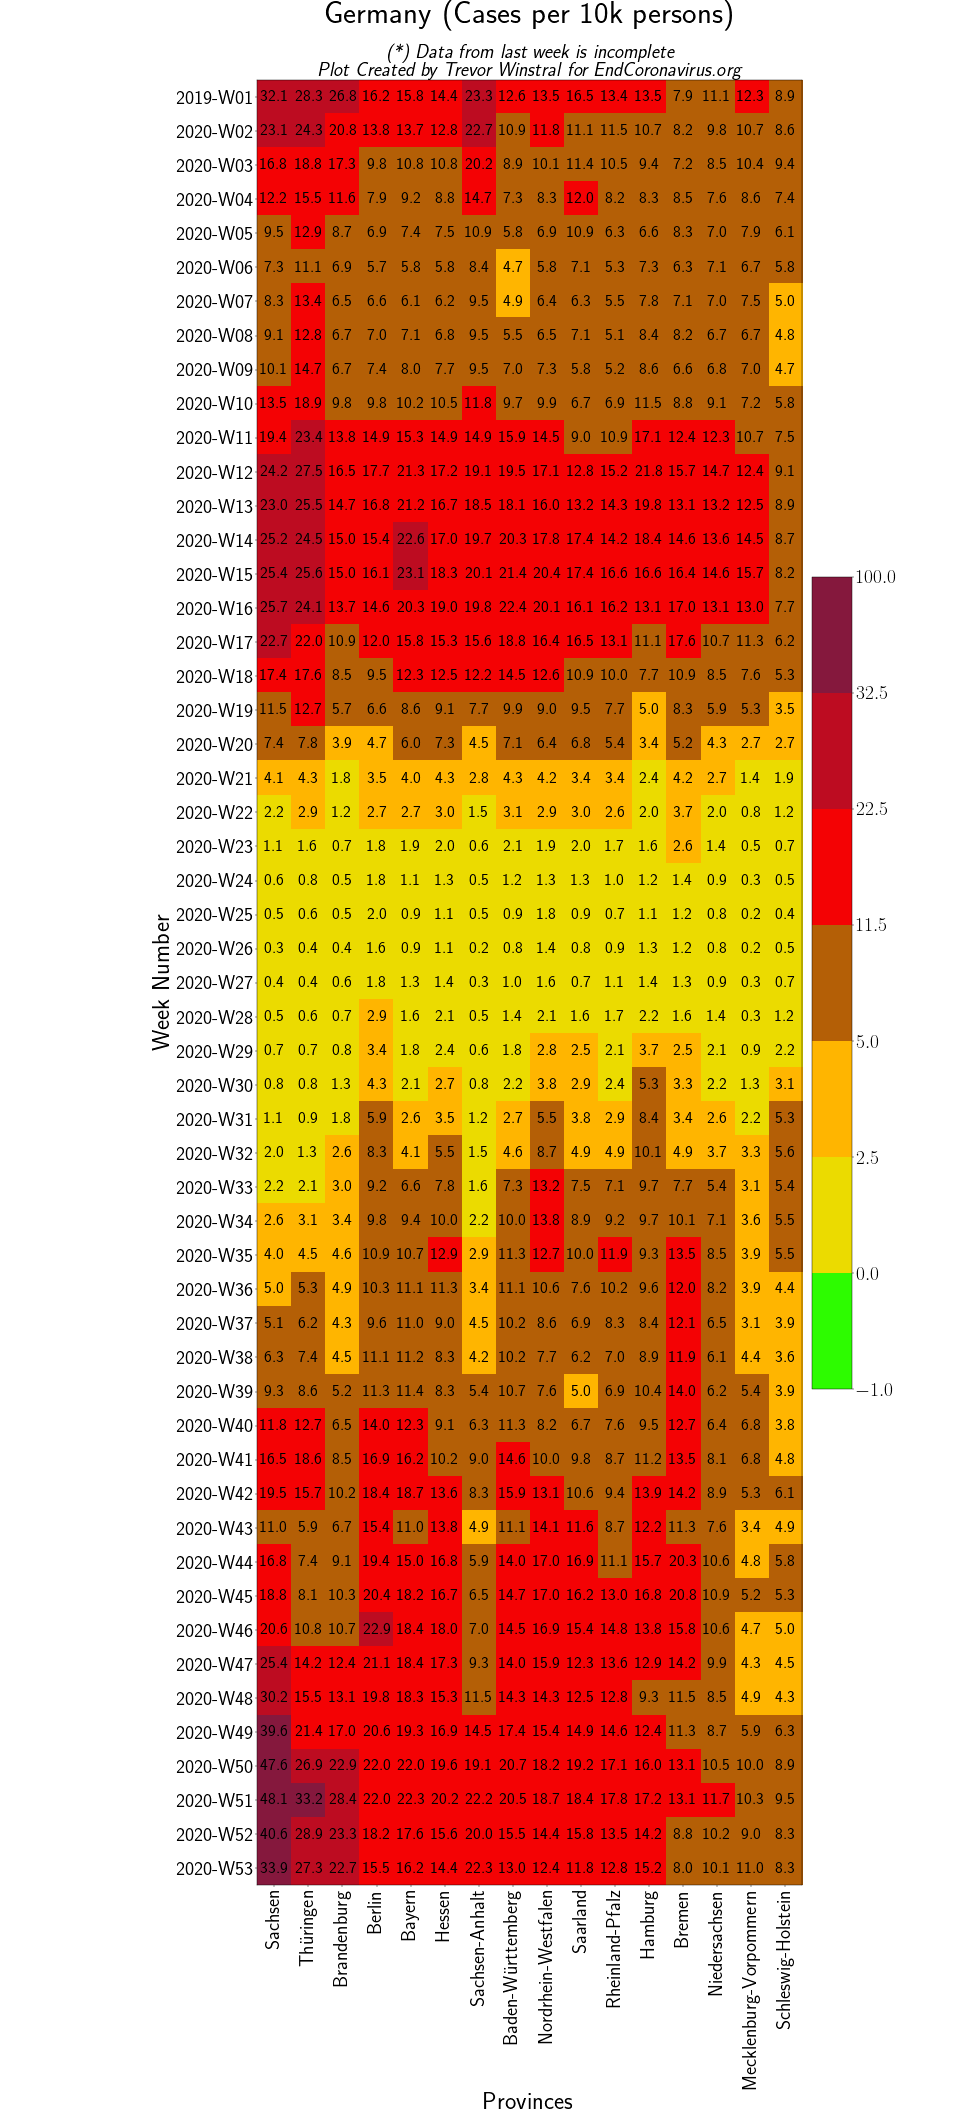 Germany (Cases per 10k persons)
(*) Data from last week is incomplete
Plot Created by Trevor Winstral for EndCoronavirus.org
2019-W01 32.1 28.3 26.8 16.2 15.8 14.4 23.3 12.6 13.5 16.5 13.4 13.5 7.9 11.1 12.3 8.9
2020-W02 23.1 24.3 20.8 13.8 13.7 12.8 22.7 10.9 11.8 11.1 11.5 10.7 8.2 9.8 10.7 8.6
2020-W03 16.8 18.8 17.3 9.8 10.8 10.8 20.2 8.9 10.1 11.4 10.5 9.4 7.2 8.5 10.4 9.4
2020-W04 12.2 15.5 11.6 7.9 9.2 8.8 14.7 7.3 8.3 12.0 8.2 8.3 8.5 7.6 8.6 7.4
2020-W05 9.5 12.9 8.7 6.9 7.4 7.5 10.9 5.8 6.9 10.9 6.3 6.6 8.3 7.0 7.9 6.1
2020-W06 7.3 11.1 6.9 5.7 5.8 5.8 8.4 4.7 5.8 7.1 5.3 7.3 6.3 7.1 6.7 5.8
2020-W07 8.3 13.4 6.5 6.6 6.1 6.2 9.5 4.9 6.4 6.3 5.5 7.8 7.1 7.0 7.5 5.0
2020-W08 9.1 12.8 6.7 7.0 7.1 6.8 9.5 5.5 6.5 7.1 5.1 8.4 8.2 6.7 6.7 4.8
2020-W09 10.1 14.7 6.7 7.4 8.0 7.7 9.5 7.0 7.3 5.8 5.2 8.6 6.6 6.8 7.0 4.7
2020-W10 13.5 18.9 9.8 9.8 10.2 10.5 11.8 9.7 9.9 6.7 6.9 11.5 8.8 9.1 7.2 5.8
2020-W11 19.4 23.4 13.8 14.9 15.3 14.9 14.9 15.9 14.5 9.0 10.9 17.1 12.4 12.3 10.7 7.5
2020-W12 24.2 27.5 16.5 17.7 21.3 17.2 19.1 19.5 17.1 12.8 15.2 21.8 15.7 14.7 12.4 9.1
2020-W13 23.0 25.5 14.7 16.8 21.2 16.7 18.5 18.1 16.0 13.2 14.3 19.8 13.1 13.2 12.5 8.9
2020-W14 25.2 24.5 15.0 15.4 22.6 17.0 19.7 20.3 17.8 17.4 14.2 18.4 14.6 13.6 14.5 8.7
2020-W15 25.4 25.6 15.0 16.1 23.1 18.3 20.1 21.4 20.4 17.4 16.6 16.6 16.4 14.6 15.7 8.2
2020-W16 25.7 24.1 13.7 14.6 20.3 19.0 19.8 22.4 20.1 16.1 16.2 13.1 17.0 13.1 13.0 7.7
2020-W17 22.7 22.0 10.9 12.0 15.8 15.3 15.6 18.8 16.4 16.5 13.1 11.1 17.6 10.7 11.3 6.2
2020-W18 17.4 17.6 8.5 9.5 12.3 12.5 12.2 14.5 12.6 10.9 10.0 7.7 10.9 8.5 7.6 5.3
2020-W19 11.5 12.7 5.7 6.6 8.6 9.1 7.7 9.9 9.0 9.5 7.7 5.0 8.3 5.9 5.3 3.5
2020-W20 7.4 7.8 3.9 4.7 6.0 7.3 4.5 7.1 6.4 6.8 5.4 3.4 5.2 4.3 2.7 2.7
2020-W21 4.1 4.3 1.8 3.5 4.0 4.3 2.8 4.3 4.2 3.4 3.4 2.4 4.2 2.7 1.4 1.9
2020-W22 2.2 2.9 1.2 2.7 2.7 3.0 1.5 3.1 2.9 3.0 2.6 2.0 3.7 2.0 0.8 1.2
2020-W23 1.1 1.6 0.7 1.8 1.9 2.0 0.6 2.1 1.9 2.0 1.7 1.6 2.6 1.4 0.5 0.7
2020-W24 0.6 0.8 0.5 1.8 1.1 1.3 0.5 1.2 1.3 1.3 1.0 1.2 1.4 0.9 0.3 0.5
2020-W25 0.5 0.6 0.5 2.0 0.9 1.1 0.5 0.9 1.8 0.9 0.7 1.1 1.2 0.8 0.2 0.4
2020-W26 0.3 0.4 0.4 1.6 0.9 1.1 0.2 0.8 1.4 0.8 0.9 1.3 1.2 0.8 0.2 0.5
2020-W27 0.4 0.4 0.6 1.8 1.3 1.4 0.3 1.0 1.6 0.7 1.1 1.4 1.3 0.9 0.3 0.7
2020-W28 0.5 0.6 0.7 2.9 1.6 2.1 0.5 1.4 2.1 1.6 1.7 2.2 1.6 1.4 0.3 1.2
2020-W29 0.7 0.7 0.8 3.4 1.8 2.4 0.6 1.8 2.8 2.5 2.1 3.7 2.5 2.1 0.9 2.2
2020-W30 0.8 0.8 1.3 4.3 2.1 2.7 0.8 2.2 3.8 2.9 2.4 5.3 3.3 2.2 1.3 3.1
2020-W31 1.1 0.9 1.8 5.9 2.6 3.5 1.2 2.7 5.5 3.8 2.9 8.4 3.4 2.6 2.2 5.3
2020-W32 2.0 1.3 2.6 8.3 4.1 5.5 1.5 4.6 8.7 4.9 4.9 10.1 4.9 3.7 3.3 5.6
2020-W33 2.2 2.1 3.0 9.2 6.6 7.8 1.6 7.3 13.2 7.5 7.1 9.7 7.7 5.4 3.1 5.4
2020-W34 2.6 3.1 3.4 9.8 9.4 10.0 2.2 10.0 13.8 8.9 9.2 9.7 10.1 7.1 3.6 5.5
2020-W35 4.0 4.5 4.6 10.9 10.7 12.9 2.9 11.3 12.7 10.0 11.9 9.3 13.5 8.5 3.9 5.5
2020-W36 5.0 5.3 4.9 10.3 11.1 11.3 3.4 11.1 10.6 7.6 10.2 9.6 12.0 8.2 3.9 4.4
2020-W37 5.1 6.2 4.3 9.6 11.0 9.0 4.5 10.2 8.6 6.9 8.3 8.4 12.1 6.5 3.1 3.9
2020-W38 6.3 7.4 4.5 11.1 11.2 8.3 4.2 10.2 7.7 6.2 7.0 8.9 11.9 6.1 4.4 3.6
2020-W39 9.3 8.6 5.2 11.3 11.4 8.3 5.4 10.7 7.6 5.0 6.9 10.4 14.0 6.2 5.4 3.9
2020-W40 11.8 12.7 6.5 14.0 12.3 9.1 6.3 11.3 8.2 6.7 7.6 9.5 12.7 6.4 6.8 3.8
2020-W41 16.5 18.6 8.5 16.9 16.2 10.2 9.0 14.6 10.0 9.8 8.7 11.2 13.5 8.1 6.8 4.8
2020-W42 19.5 15.7 10.2 18.4 18.7 13.6 8.3 15.9 13.1 10.6 9.4 13.9 14.2 8.9 5.3 6.1
2020-W43 11.0 5.9 6.7 15.4 11.0 13.8 4.9 11.1 14.1 11.6 8.7 12.2 11.3 7.6 3.4 4.9
2020-W44 16.8 7.4 9.1 19.4 15.0 16.8 5.9 14.0 17.0 16.9 11.1 15.7 20.3 10.6 4.8 5.8
2020-W45 18.8 8.1 10.3 20.4 18.2 16.7 6.5 14.7 17.0 16.2 13.0 16.8 20.8 10.9 5.2 5.3
2020-W46 20.6 10.8 10.7 22.9 18.4 18.0 7.0 14.5 16.9 15.4 14.8 13.8 15.8 10.6 4.7 5.0
2020-W47 25.4 14.2 12.4 21.1 18.4 17.3 9.3 14.0 15.9 12.3 13.6 12.9 14.2 9.9 4.3 4.5
2020-W48 30.2 15.5 13.1 19.8 18.3 15.3 11.5 14.3 14.3 12.5 12.8 9.3 11.5 8.5 4.9 4.3
2020-W49 39.6 21.4 17.0 20.6 19.3 16.9 14.5 17.4 15.4 14.9 14.6 12.4 11.3 8.7 5.9 6.3
2020-W50 47.6 26.9 22.9 22.0 22.0 19.6 19.1 20.7 18.2 19.2 17.1 16.0 13.1 10.5 10.0 8.9
2020-W51 48.1 33.2 28.4 22.0 22.3 20.2 22.2 20.5 18.7 18.4 17.8 17.2 13.1 11.7 10.3 9.5
2020-W52 40.6 28.9 23.3 18.2 17.6 15.6 20.0 15.5 14.4 15.8 13.5 14.2 8.8 10.2 9.0 8.3
2020-W53 33.9 27.3 22.7 15.5 16.2 14.4 22.3 13.0 12.4 11.8 12.8 15.2 8.0 10.1 11.0 8.3
Week Number
Sachsen
Thüringen
Brandenburg
Berlin
Bayern
Hessen
Sachsen-Anhalt
Baden-Württemberg
Nordrhein-Westfalen
Saarland
Rheinland-Pfalz
Hamburg
Bremen
Niedersachsen
Mecklenburg-Vorpommern
Schleswig-Holstein
Provinces
100.0
32.5
22.5
11.5
5.0
2.5
0.0
−1.0